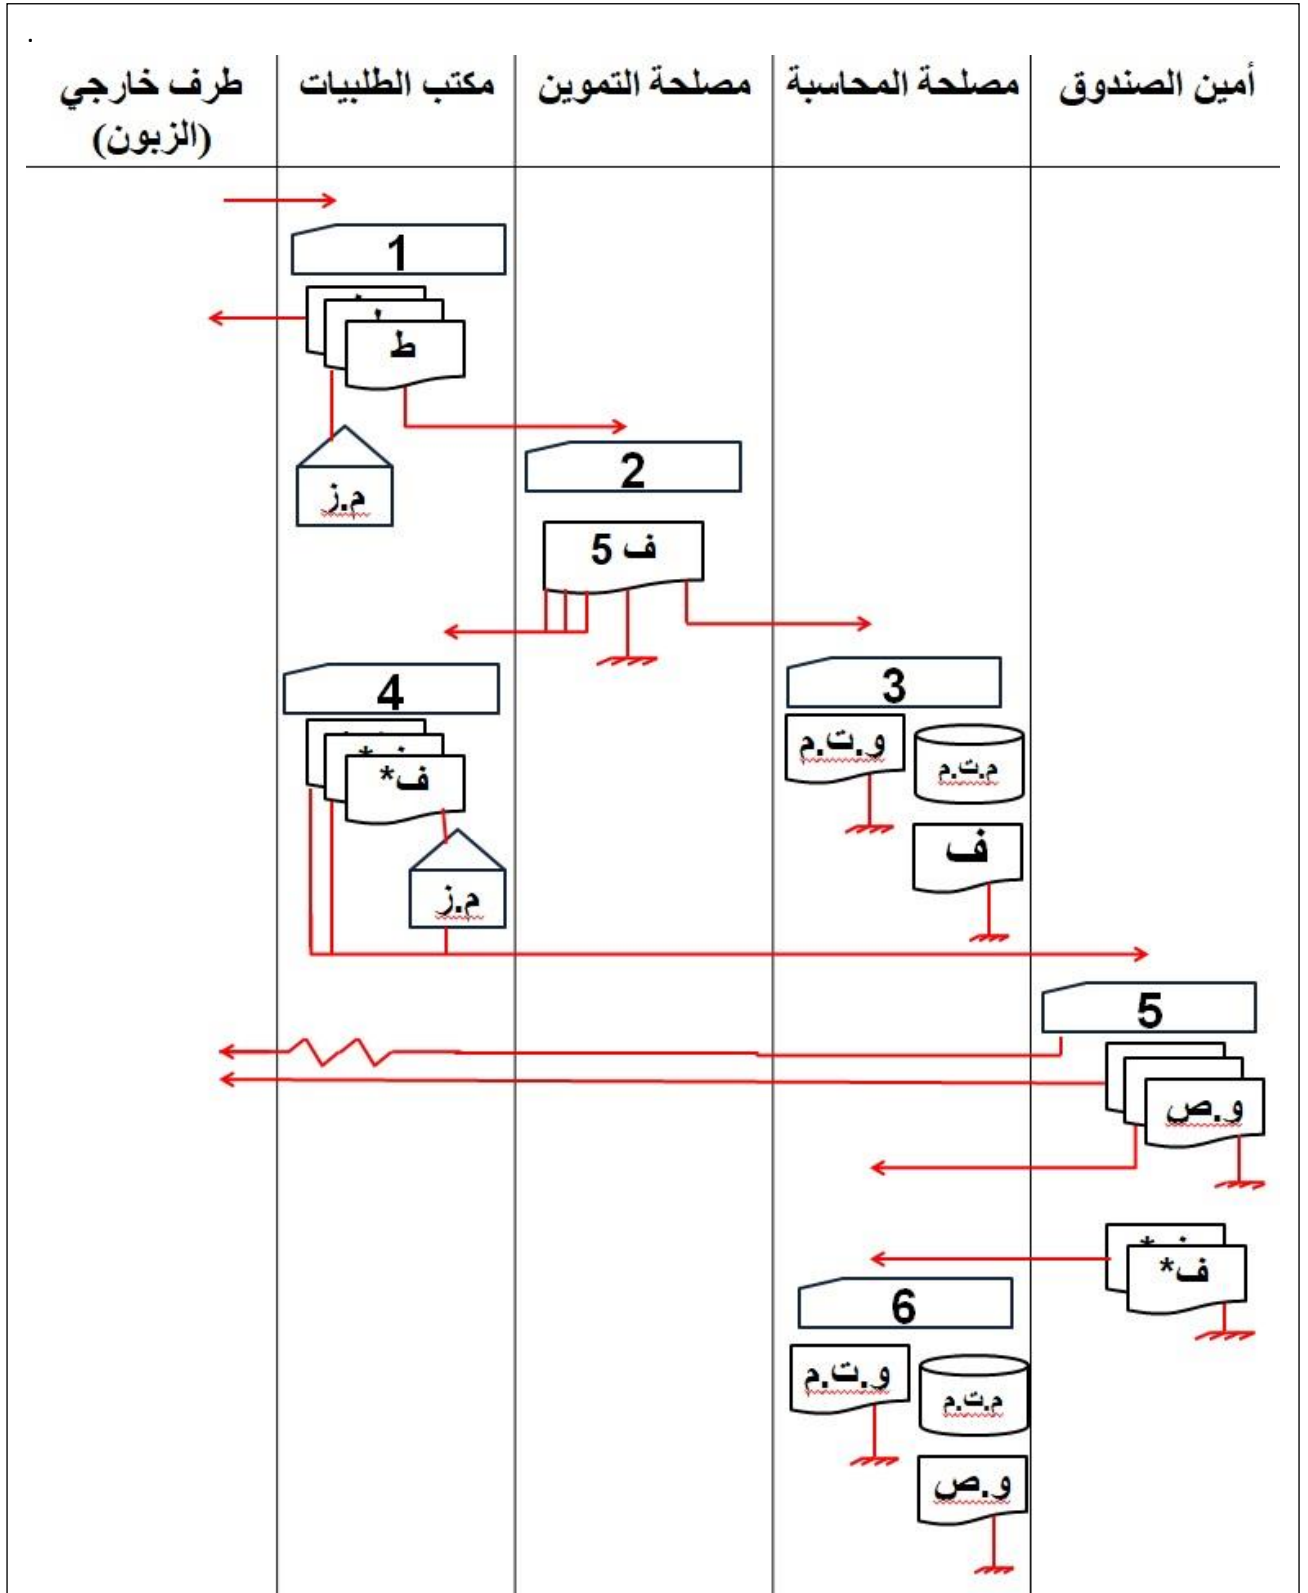 .
أمين الصندوق
مصلحة المحاسبة
مصلحة التموين
مكتب الطلبيات
طرف خارجي
(الزبون)
1
ط
م.ز
2
ف 5
4
3
ف*
و.ت.م
م.ت.م
ف
م.ز
5
و.ص
ف*
6
و.ت.م
م.ت.م
و.ص